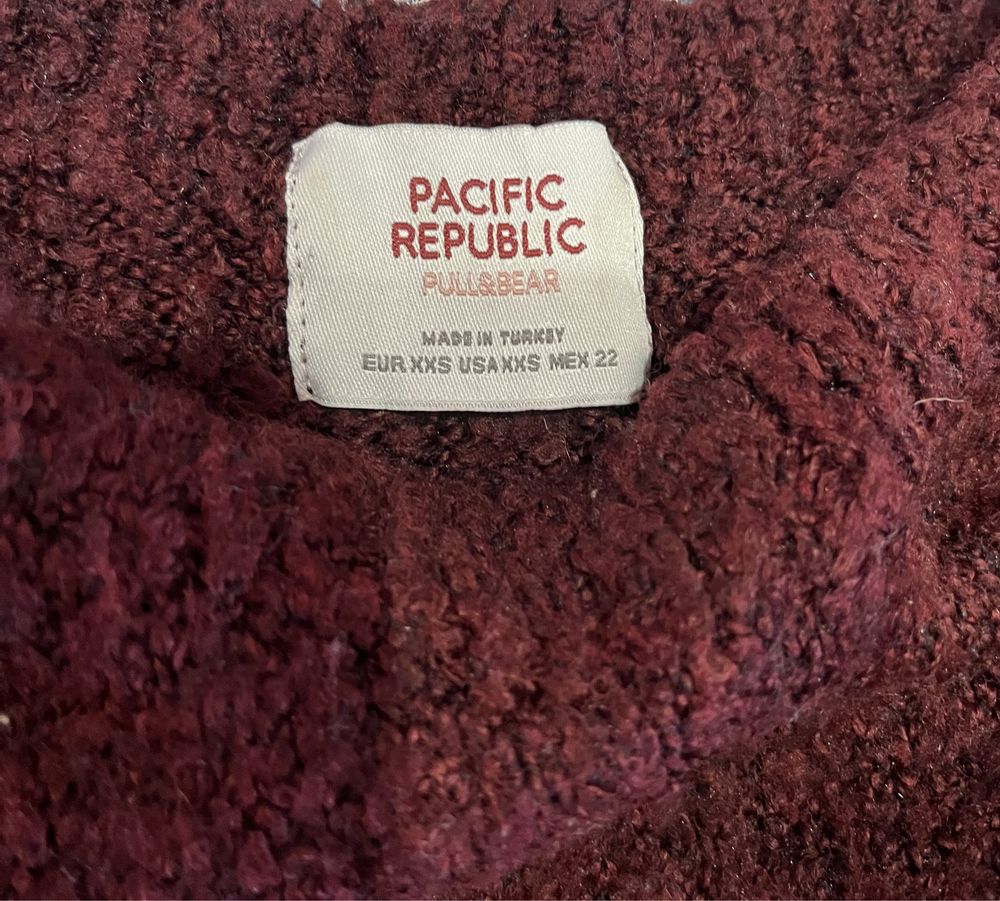 PACIFIC
REPUBLIC
PULL&BEAR
MADE IN TURKEY
EUR XXS USA XXS MEX 22